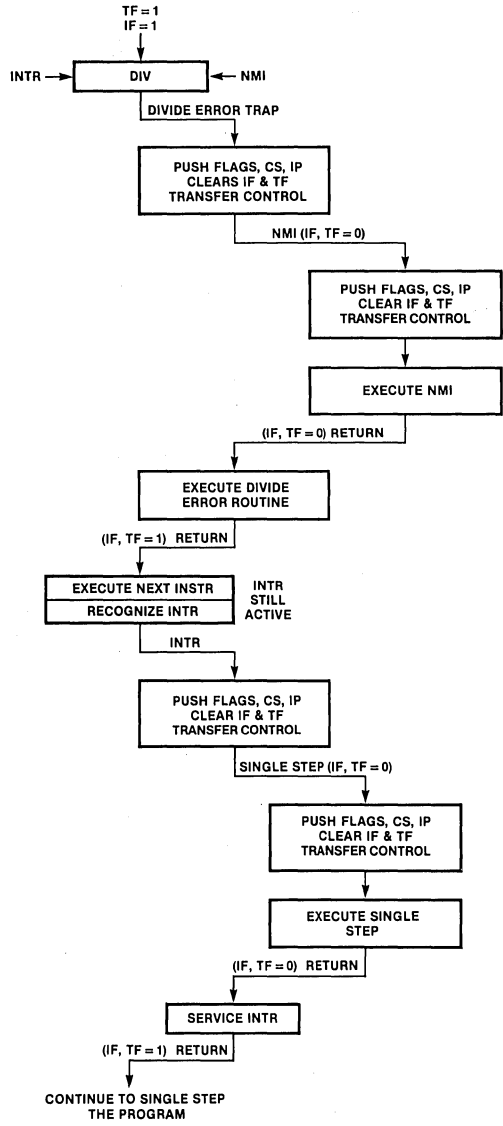 TF=1
IF=1
INTR
DIV
NMI
DIVIDE ERROR TRAP
PUSH FLAGS, CS, IP
CLEARS IF & TF
TRANSFER CONTROL
NMI (IF, TF=0)
PUSH FLAGS, CS, IP
CLEAR IF & TF
TRANSFER CONTROL
EXECUTE NMI
(IF, TF=0) RETURN
EXECUTE DIVIDE
ERROR ROUTINE
(IF, TF=1) RETURN
EXECUTE NEXT INSTR
RECOGNIZE INTR
INTR
STILL
ACTIVE
INTR
PUSH FLAGS, CS, IP
CLEAR IF & TF
TRANSFER CONTROL
SINGLE STEP (IF, TF=0)
PUSH FLAGS, CS, IP
CLEAR IF & TF
TRANSFER CONTROL
EXECUTE SINGLE
STEP
(IF, TF=0) RETURN
SERVICE INTR
(IF, TF=1) RETURN
CONTINUE TO SINGLE STEP
THE PROGRAM